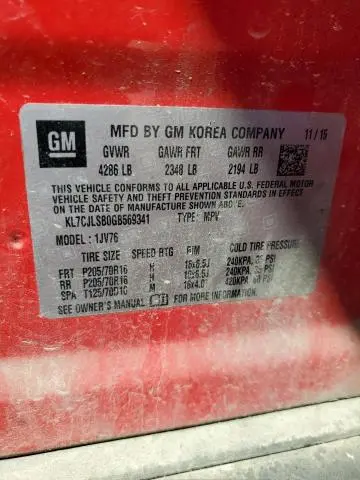 GM
MFD BY GM KOREA COMPANY 11/15
GVWR GAWR FRT GAWR RR
4286 LB 2348 LB 2194 LB
THIS VEHICLE CONFORMS TO ALL APPLICABLE U.S. FEDERAL MOTOR
VEHICLE SAFETY AND THEFT PREVENTION STANDARDS IN
EFFECT ON THE DATE OF MANUFACTURE SHOWN ABOVE.
KL7CJLSB0GB569341 TYPE: MPV
MODEL: 1JV76
TIRE SIZE SPEED RTG RIM COLD TIRE PRESSURE
FRT P205/70R16 H 16x6.5J 240KPA, 35 PSI
RR P205/70R16 H 16x6.5J 240KPA, 35 PSI
SPA T125/70D16 M 16x4.0 420KPA, 60 PSI
SEE OWNER'S MANUAL FOR MORE INFORMATION.